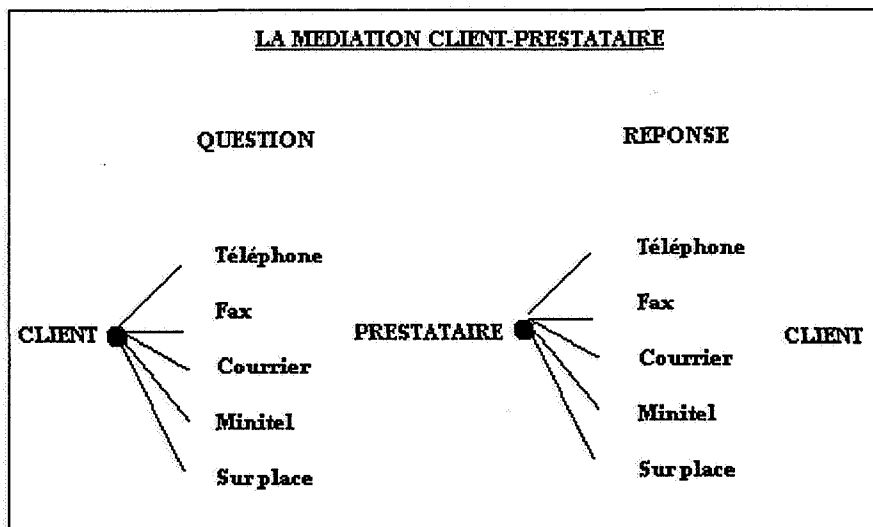 LA MEDIATION CLIENT-PRESTATAIRE
QUESTION
REPONSE
CLIENT
Téléphone
Fax
Courrier
Minitel
Sur place
PRESTATAIRE
Téléphone
Fax
Courrier
Minitel
Sur place
CLIENT